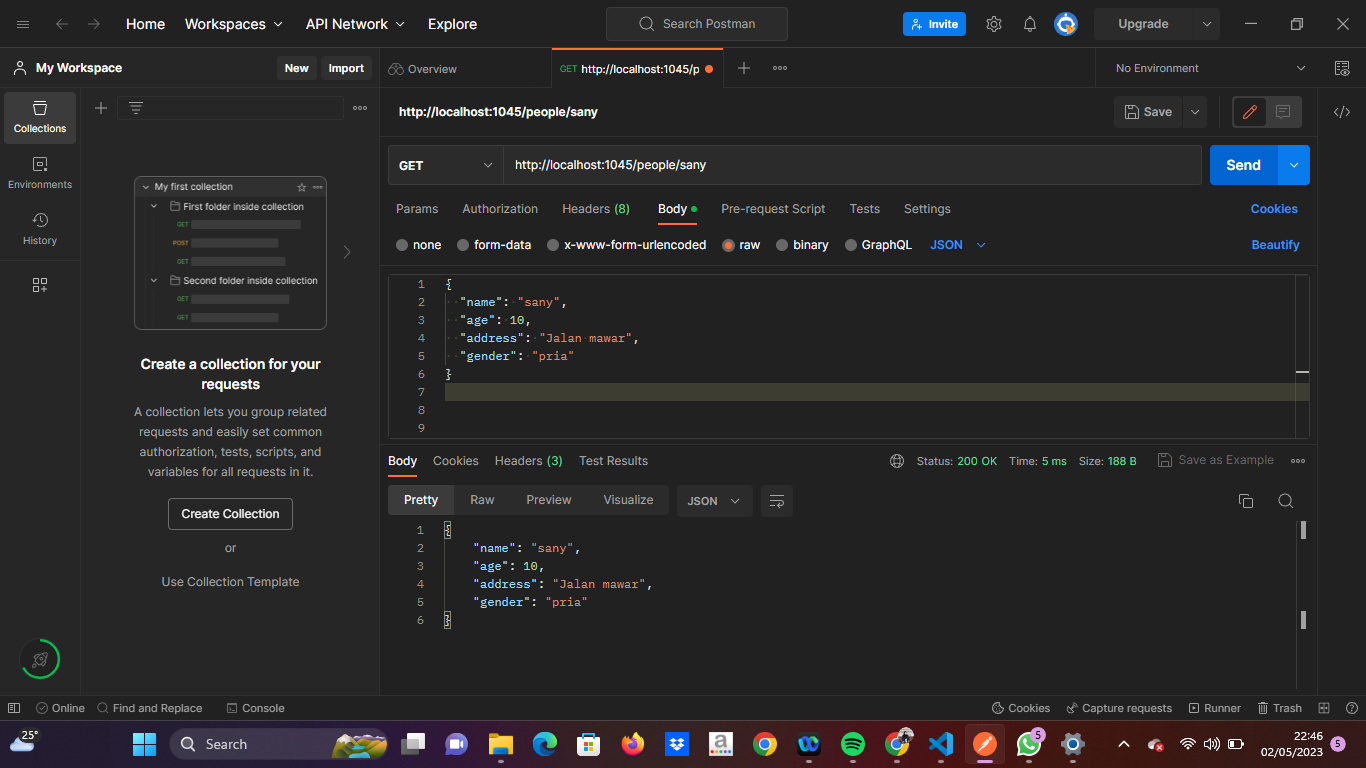 Home Workspaces API Network Explore Search Postman Invite Upgrade
My Workspace New Import Overview GET http://localhost:1045/p No Environment
Collections
Environments
History
http://localhost:1045/people/sany Save
GET http://localhost:1045/people/sany Send
Params Authorization Headers (8) Body Pre-request Script Tests Settings Cookies
none form-data x-www-form-urlencoded raw binary GraphQL JSON Beautify
1 {
2 "name": "sany",
3 "age": 10,
4 "address": "Jalan mawar",
5 "gender": "pria"
6 }
7
8
9
My first collection
First folder inside collection
GET
POST
GET
Second folder inside collection
GET
GET
Create a collection for your
requests
A collection lets you group related
requests and easily set common
authorization, tests, scripts, and
variables for all requests in it.
Create Collection
or
Use Collection Template
Body Cookies Headers (3) Test Results Status: 200 OK Time: 5 ms Size: 188 B Save as Example
Pretty Raw Preview Visualize JSON
1 {
2 "name": "sany",
3 "age": 10,
4 "address": "Jalan mawar",
5 "gender": "pria"
6 }
Online Find and Replace Console Cookies Capture requests Runner Trash
25° Search a 5 22:46
02/05/2023 5